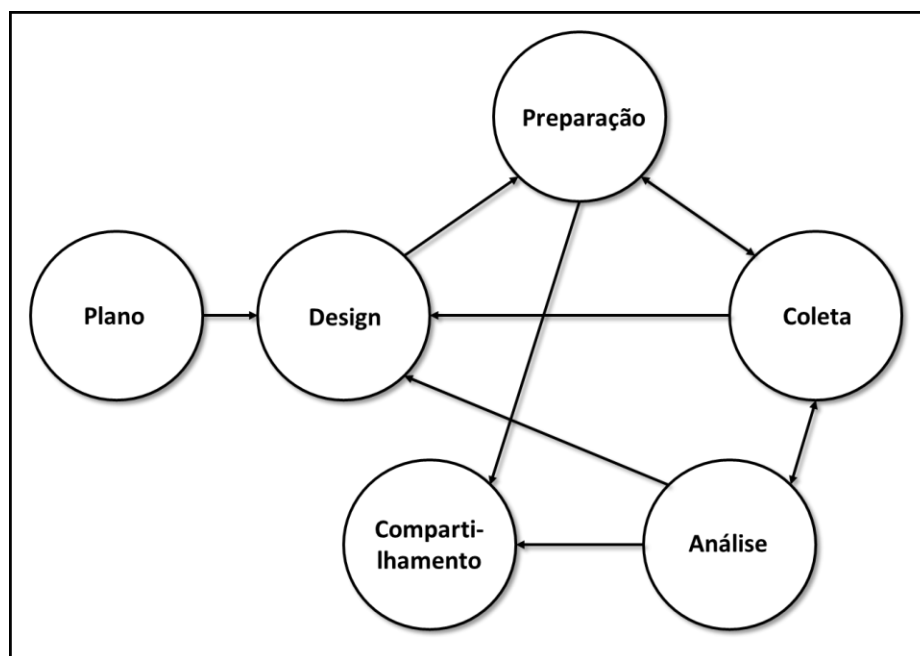 Preparação
Plano
Design
Coleta
Comparti-
lhamento
Análise